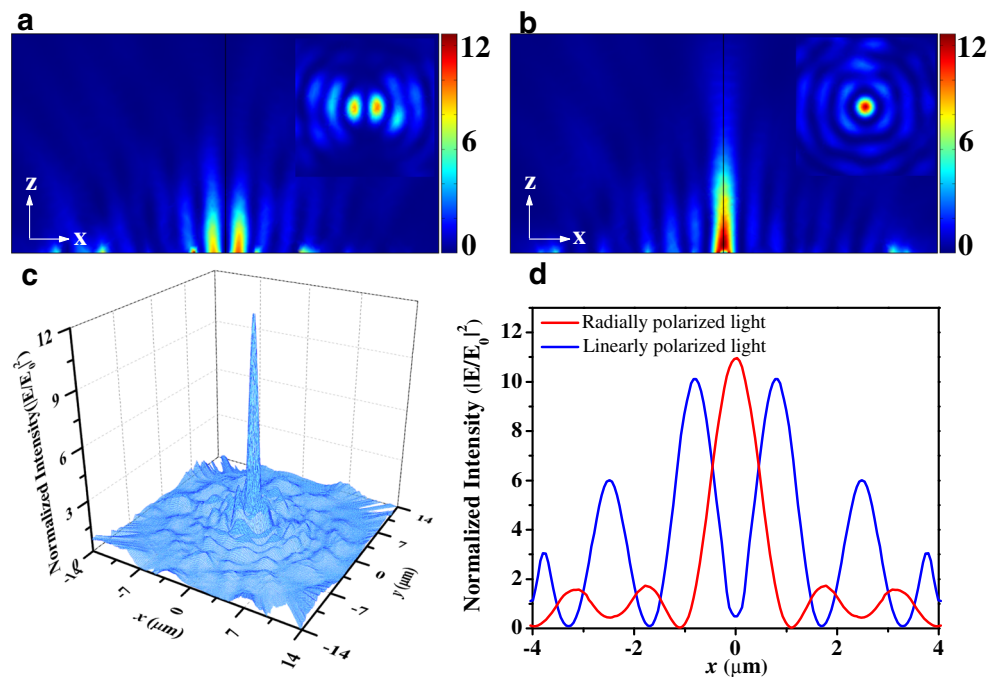 a
b
12
6
0
z
x
12
6
0
z
x
c
d
Normalized Intensity(|E/E₀|²)
12
9
6
3
0
-14
-7
0
7
14
x (μm)
14
7
0
-7
-14
y (μm)
Radially polarized light
Linearly polarized light
Normalized Intensity (|E/E₀|²)
12
10
8
6
4
2
0
-4
-2
0
2
4
x (μm)